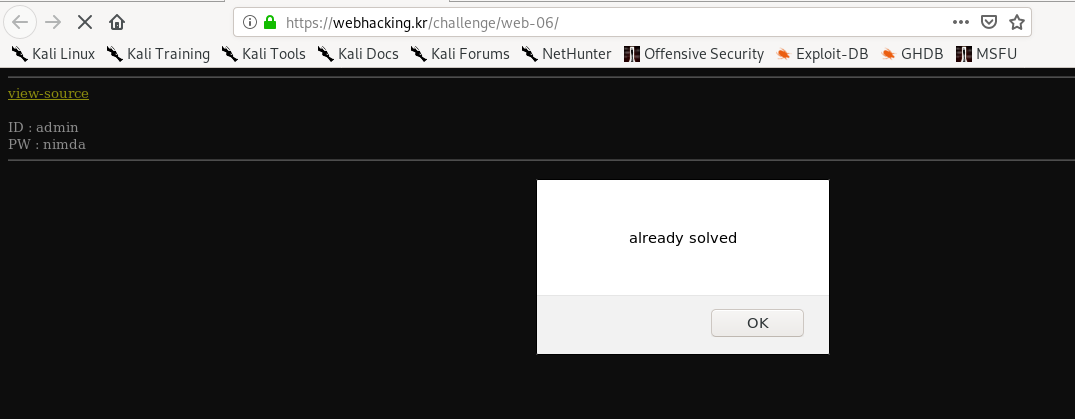 https://webhacking.kr/challenge/web-06/
Kali Linux Kali Training Kali Tools Kali Docs Kali Forums NetHunter Offensive Security Exploit-DB GHDB MSFU
view-source
ID : admin
PW : nimda
already solved
OK